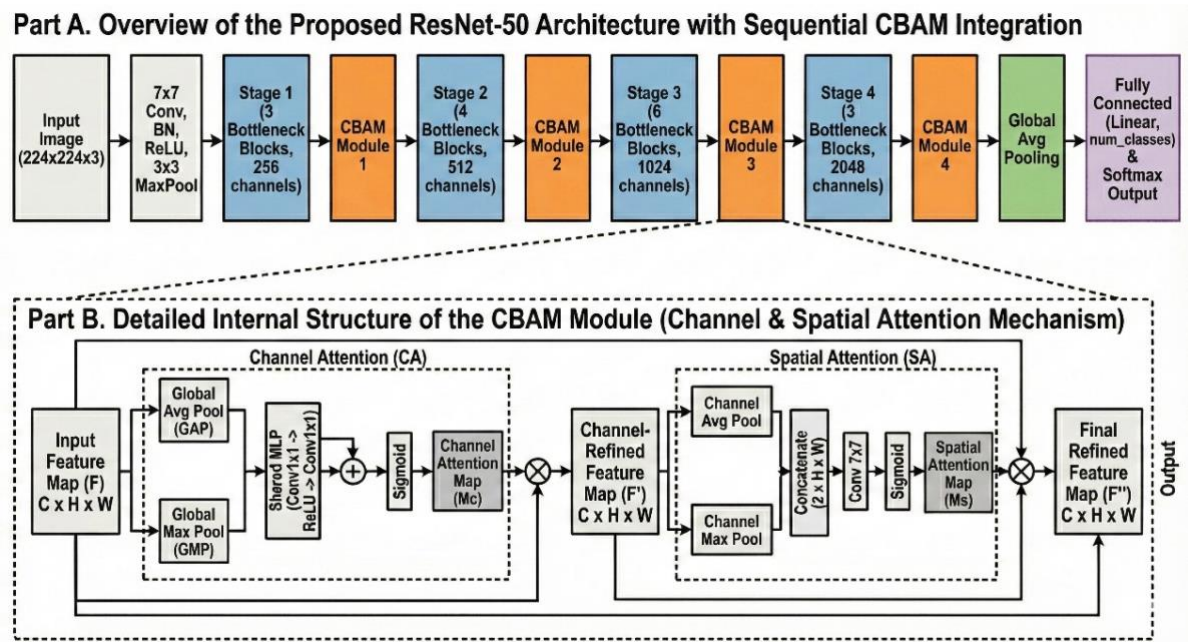 Part A. Overview of the Proposed ResNet-50 Architecture with Sequential CBAM Integration
Input
Image
(224x224x3)
7x7
Conv,
BN,
ReLU,
3x3
MaxPool
Stage 1
(3
Bottleneck
Blocks,
256
channels)
CBAM
Module
1
Stage 2
(4
Bottleneck
Blocks,
512
channels)
CBAM
Module
2
Stage 3
(6
Bottleneck
Blocks,
1024
channels)
CBAM
Module
3
Stage 4
(3
Bottleneck
Blocks,
2048
channels)
CBAM
Module
4
Global
Avg
Pooling
Fully
Connected
(Linear,
num_classes)
&
Softmax
Output
Part B. Detailed Internal Structure of the CBAM Module (Channel & Spatial Attention Mechanism)
Channel Attention (CA)
Spatial Attention (SA)
Input
Feature
Map (F)
C x H x W
Global
Avg Pool
(GAP)
Global
Max Pool
(GMP)
Shered MLP
(Conv1x1 ->
ReLU -> Conv1x1)
Sigmoid
Channel
Attention
Map
(Mc)
Channel-
Refined
Feature
Map (F')
C x H x W
Channel
Avg Pool
Channel
Max Pool
Concatenate
(2 x H x W)
Conv 7x7
Sigmoid
Spatial
Attention
Map
(Ms)
Final
Refined
Feature
Map (F'')
C x H x W
Output